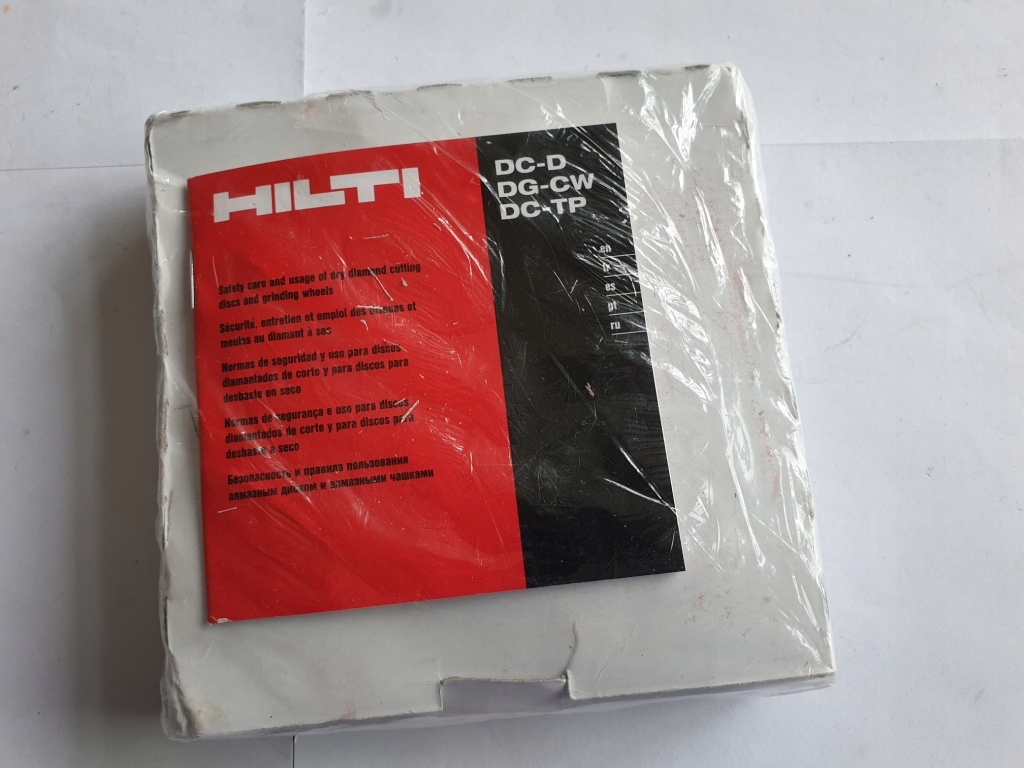 HILTI
DC-D
DG-CW
DC-TP
en
fr
es
pt
ru
Safety care and usage of dry diamond cutting
discs and grinding wheels
Sécurité, entretien et emploi des disques et
meules au diamant à sec
Normas de seguridad y uso para discos
diamantados de corte y para discos para
desbaste en seco
Normas de segurança e uso para discos
diamantados de corte y para discos para
desbaste a seco
Безопасность и правила пользования
алмазным диском и алмазными чашками